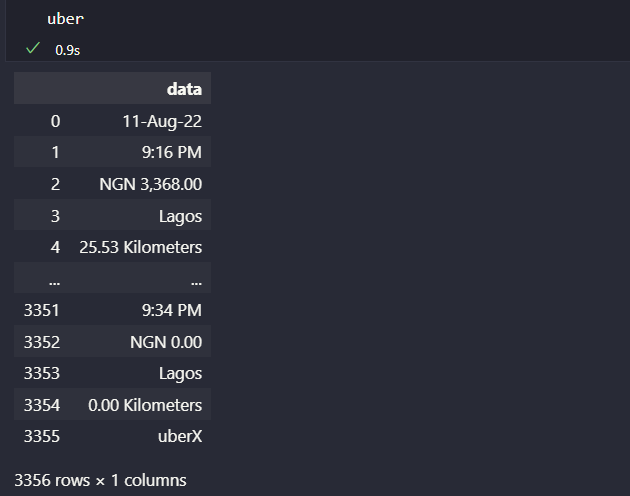 uber
0.9s
data
0 11-Aug-22
1 9:16 PM
2 NGN 3,368.00
3 Lagos
4 25.53 Kilometers
... ...
3351 9:34 PM
3352 NGN 0.00
3353 Lagos
3354 0.00 Kilometers
3355 uberX
3356 rows × 1 columns